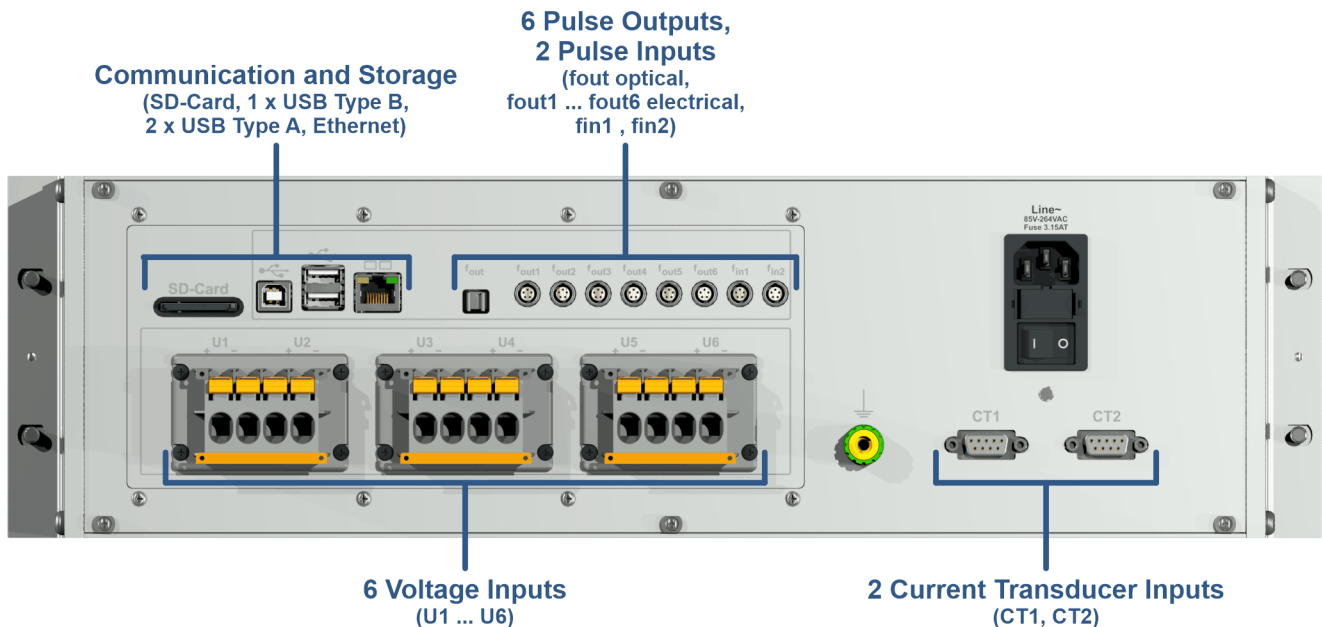 6 Pulse Outputs,
2 Pulse Inputs
(fout optical,
fout1 ... fout6 electrical,
fin1 , fin2)
Communication and Storage
(SD-Card, 1 x USB Type B,
2 x USB Type A, Ethernet)
Line~
85V-264VAC
Fuse 3.15AT
SD-Card
fout fout1 fout2 fout3 fout4 fout5 fout6 fin1 fin2
U1 U2 U3 U4 U5 U6
+ - + - + -
CT1 CT2
6 Voltage Inputs
(U1 ... U6)
2 Current Transducer Inputs
(CT1, CT2)